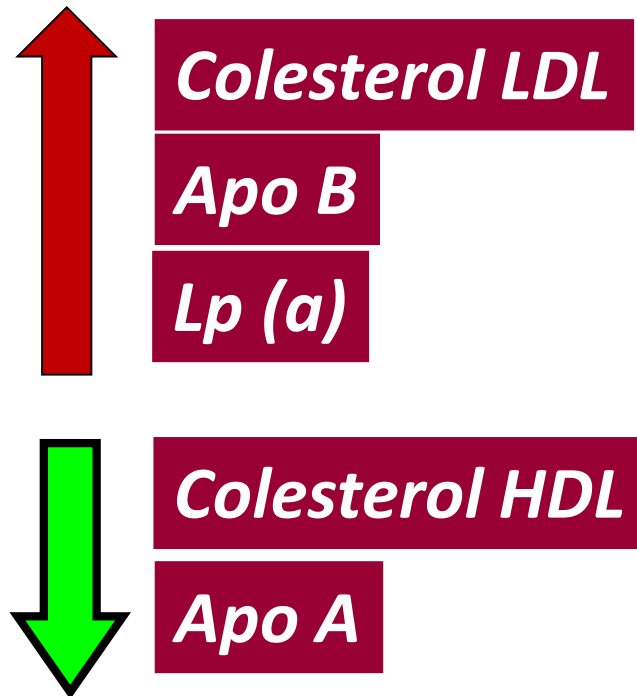 Colesterol LDL
Apo B
Lp (a)
Colesterol HDL
Apo A